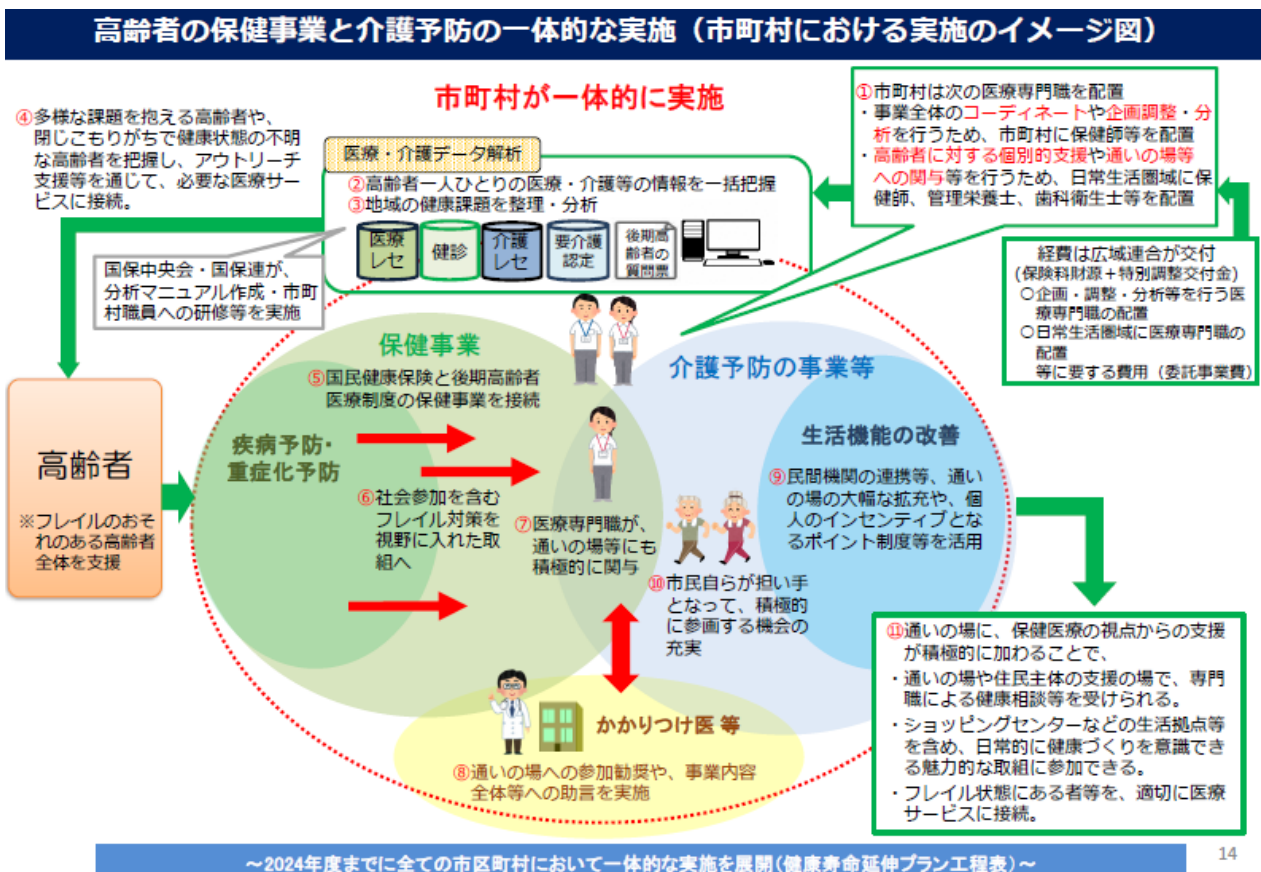 高齢者の保健事業と介護予防の一体的な実施（市町村における実施のイメージ図）
市町村が一体的に実施
①市町村は次の医療専門職を配置
・事業全体のコーディネートや企画調整・分
析を行うため、市町村に保健師等を配置
・高齢者に対する個別的支援や通いの場等
への関与等を行うため、日常生活圏域に保
健師、管理栄養士、歯科衛生士等を配置
④多様な課題を抱える高齢者や、
閉じこもりがちで健康状態の不明
な高齢者を把握し、アウトリーチ
支援等を通じて、必要な医療サー
ビスに接続。
医療・介護データ解析
②高齢者一人ひとりの医療・介護等の情報を一括把握
③地域の健康課題を整理・分析
医療
レセ
健診
介護
レセ
要介護
認定
後期高
齢者の
質問票
国保中央会・国保連が、
分析マニュアル作成・市町
村職員への研修等を実施
経費は広域連合が交付
(保険料財源＋特別調整交付金)
○企画・調整・分析等を行う医
療専門職の配置
○日常生活圏域に医療専門職の
配置
等に要する費用（委託事業費）
保健事業
⑤国民健康保険と後期高齢者
医療制度の保健事業を接続
介護予防の事業等
高齢者
※フレイルのおそ
れのある高齢者
全体を支援
疾病予防・
重症化予防
⑥社会参加を含む
フレイル対策を
視野に入れた取
組へ
⑦医療専門職が、
通いの場等にも
積極的に関与
生活機能の改善
⑨民間機関の連携等、通い
の場の大幅な拡充や、個
人のインセンティブとな
るポイント制度等を活用
⑩市民自らが担い手
となって、積極的
に参画する機会の
充実
かかりつけ医 等
⑧通いの場への参加勧奨や、事業内容
全体等への助言を実施
⑪通いの場に、保健医療の視点からの支援
が積極的に加わることで、
・通いの場や住民主体の支援の場で、専門
職による健康相談等を受けられる。
・ショッピングセンターなどの生活拠点等
を含め、日常的に健康づくりを意識でき
る魅力的な取組に参加できる。
・フレイル状態にある者等を、適切に医療
サービスに接続。
～2024年度までに全ての市区町村において一体的な実施を展開(健康寿命延伸プラン工程表)～
14